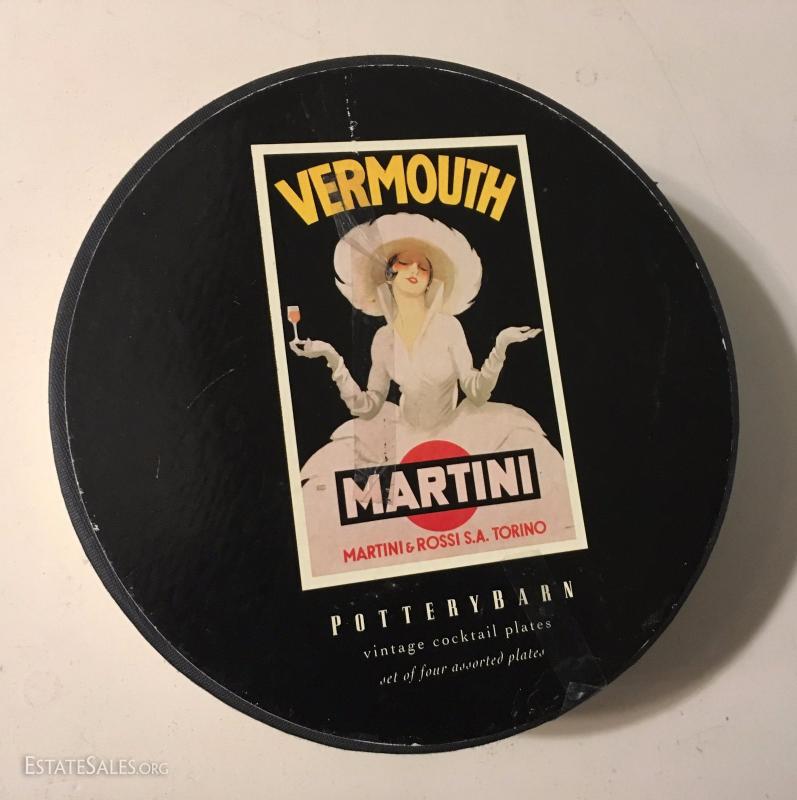 VERMOUTH
MARTINI
MARTINI & ROSSI S.A. TORINO
POTTERYBARN
vintage cocktail plates
set of four assorted plates
ESTATESALES.ORG